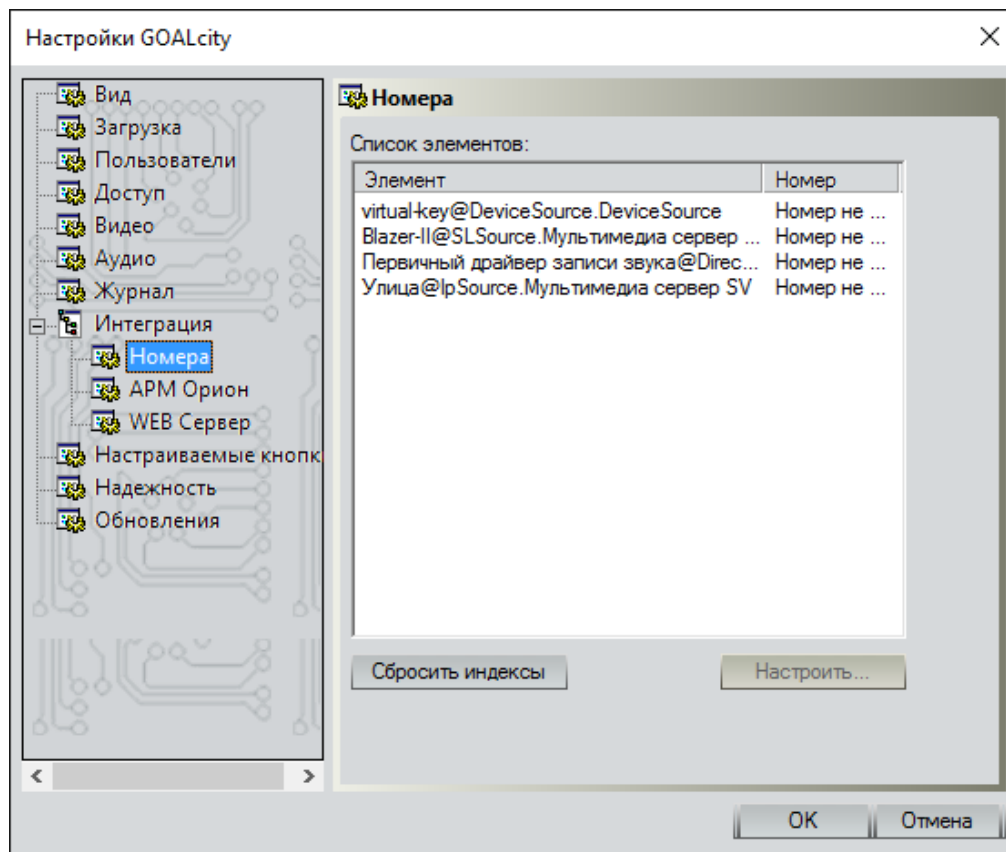 Настройки GOALcity
Вид
Загрузка
Пользователи
Доступ
Видео
Аудио
Журнал
Интеграция
Номера
АРМ Орион
WEB Сервер
Настраиваемые кнопк
Надежность
Обновления
Номера
Список элементов:
Элемент Номер
virtual-key@DeviceSource.DeviceSource Номер не ...
Blazer-II@SLSource.Мультимедиа сервер ... Номер не ...
Первичный драйвер записи звука@Direc... Номер не ...
Улица@IpSource.Мультимедиа сервер SV Номер не ...
Сбросить индексы Настроить...
OK Отмена